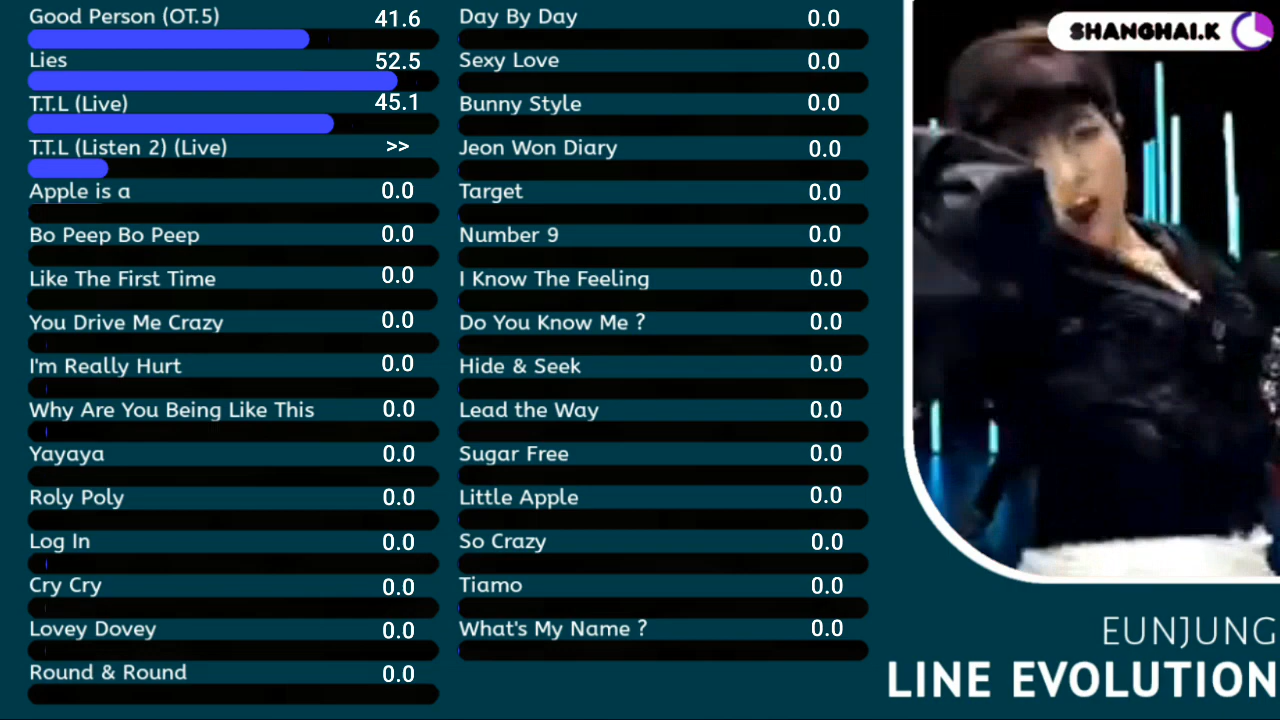 Good Person (OT.5) 41.6
Lies 52.5
T.T.L (Live) 45.1
T.T.L (Listen 2) (Live) >>
Apple is a 0.0
Bo Peep Bo Peep 0.0
Like The First Time 0.0
You Drive Me Crazy 0.0
I'm Really Hurt 0.0
Why Are You Being Like This 0.0
Yayaya 0.0
Roly Poly 0.0
Log In 0.0
Cry Cry 0.0
Lovey Dovey 0.0
Round & Round 0.0
Day By Day 0.0
Sexy Love 0.0
Bunny Style 0.0
Jeon Won Diary 0.0
Target 0.0
Number 9 0.0
I Know The Feeling 0.0
Do You Know Me ? 0.0
Hide & Seek 0.0
Lead the Way 0.0
Sugar Free 0.0
Little Apple 0.0
So Crazy 0.0
Tiamo 0.0
What's My Name ? 0.0
SHANGHAI.K
EUNJUNG
LINE EVOLUTION